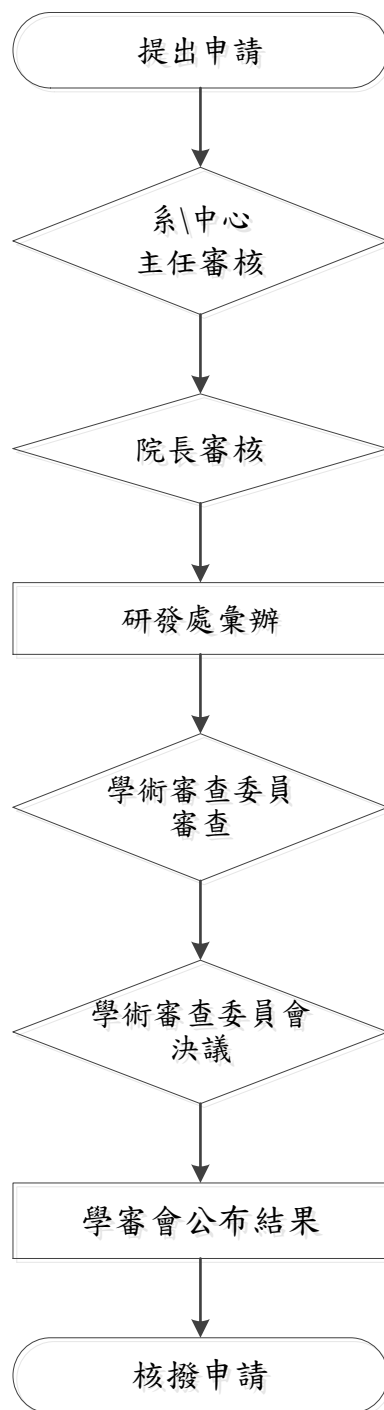 提出申請
系\中心
主任審核
院長審核
研發處彙辦
學術審查委員
審查
學術審查委員會
決議
學審會公布結果
核撥申請